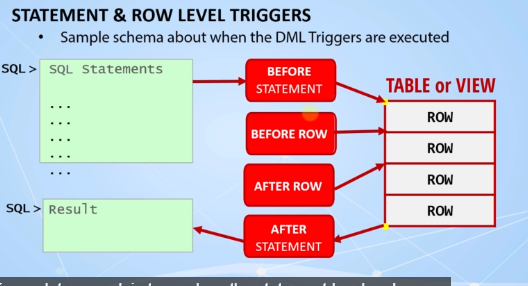 STATEMENT & ROW LEVEL TRIGGERS
• Sample schema about when the DML Triggers are executed
SQL > SQL Statements
...
...
...
...
...
BEFORE
STATEMENT
BEFORE ROW
AFTER ROW
AFTER
STATEMENT
TABLE or VIEW
ROW
ROW
ROW
ROW
SQL > Result